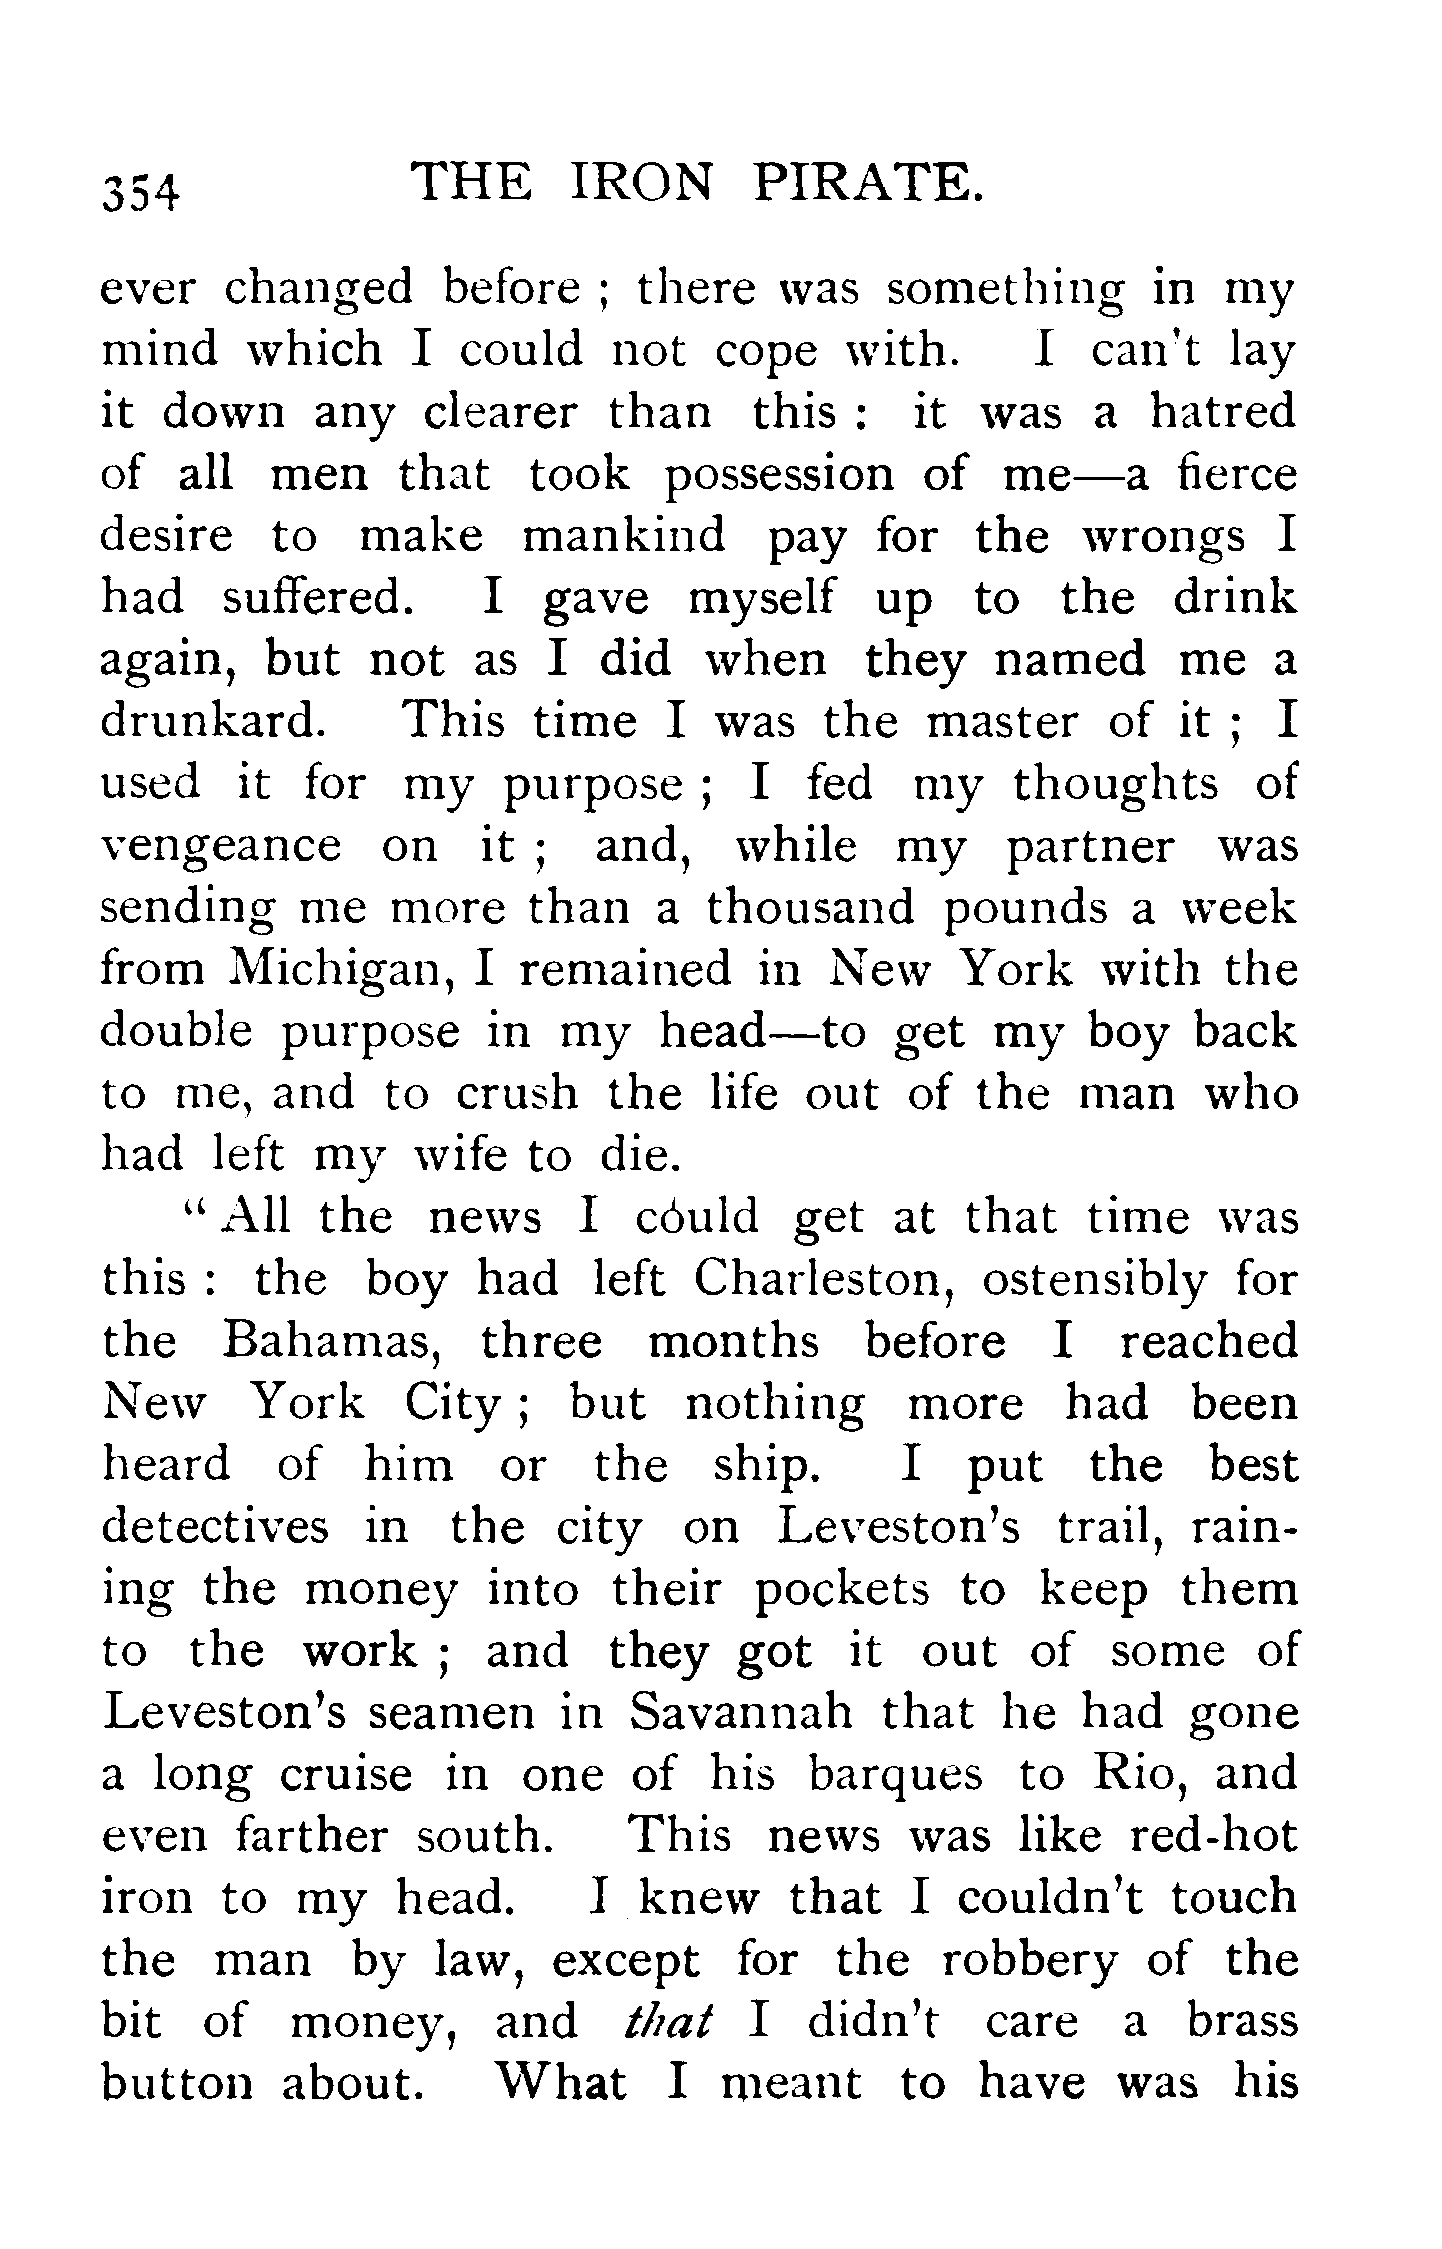 354 THE IRON PIRATE.
ever changed before ; there was something in my
mind which I could not cope with. I can't lay
it down any clearer than this : it was a hatred
of all men that took possession of me—a fierce
desire to make mankind pay for the wrongs I
had suffered. I gave myself up to the drink
again, but not as I did when they named me a
drunkard. This time I was the master of it ; I
used it for my purpose ; I fed my thoughts of
vengeance on it ; and, while my partner was
sending me more than a thousand pounds a week
from Michigan, I remained in New York with the
double purpose in my head—to get my boy back
to me, and to crush the life out of the man who
had left my wife to die.
“ All the news I could get at that time was
this : the boy had left Charleston, ostensibly for
the Bahamas, three months before I reached
New York City ; but nothing more had been
heard of him or the ship. I put the best
detectives in the city on Leveston's trail, rain-
ing the money into their pockets to keep them
to the work ; and they got it out of some of
Leveston's seamen in Savannah that he had gone
a long cruise in one of his barques to Rio, and
even farther south. This news was like red-hot
iron to my head. I knew that I couldn't touch
the man by law, except for the robbery of the
bit of money, and that I didn't care a brass
button about. What I meant to have was his